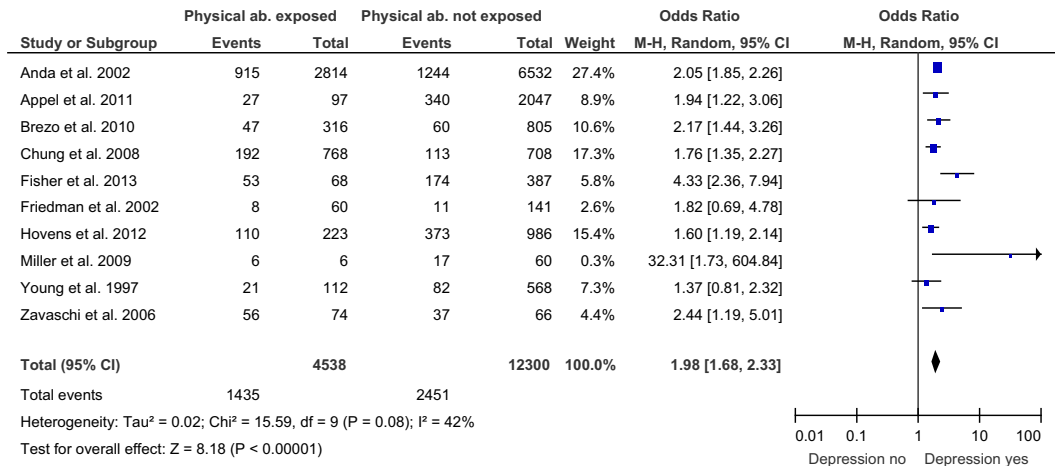 Physical ab. exposed Physical ab. not exposed Odds Ratio Odds Ratio
Study or Subgroup Events Total Events Total Weight M-H, Random, 95% CI M-H, Random, 95% CI
Anda et al. 2002 915 2814 1244 6532 27.4% 2.05 [1.85, 2.26]
Appel et al. 2011 27 97 340 2047 8.9% 1.94 [1.22, 3.06]
Brezo et al. 2010 47 316 60 805 10.6% 2.17 [1.44, 3.26]
Chung et al. 2008 192 768 113 708 17.3% 1.76 [1.35, 2.27]
Fisher et al. 2013 53 68 174 387 5.8% 4.33 [2.36, 7.94]
Friedman et al. 2002 8 60 11 141 2.6% 1.82 [0.69, 4.78]
Hovens et al. 2012 110 223 373 986 15.4% 1.60 [1.19, 2.14]
Miller et al. 2009 6 6 17 60 0.3% 32.31 [1.73, 604.84]
Young et al. 1997 21 112 82 568 7.3% 1.37 [0.81, 2.32]
Zavaschi et al. 2006 56 74 37 66 4.4% 2.44 [1.19, 5.01]
Total (95% CI) 4538 12300 100.0% 1.98 [1.68, 2.33]
Total events 1435 2451
Heterogeneity: Tau² = 0.02; Chi² = 15.59, df = 9 (P = 0.08); I² = 42%
Test for overall effect: Z = 8.18 (P < 0.00001)
0.01 0.1 1 10 100
Depression no Depression yes